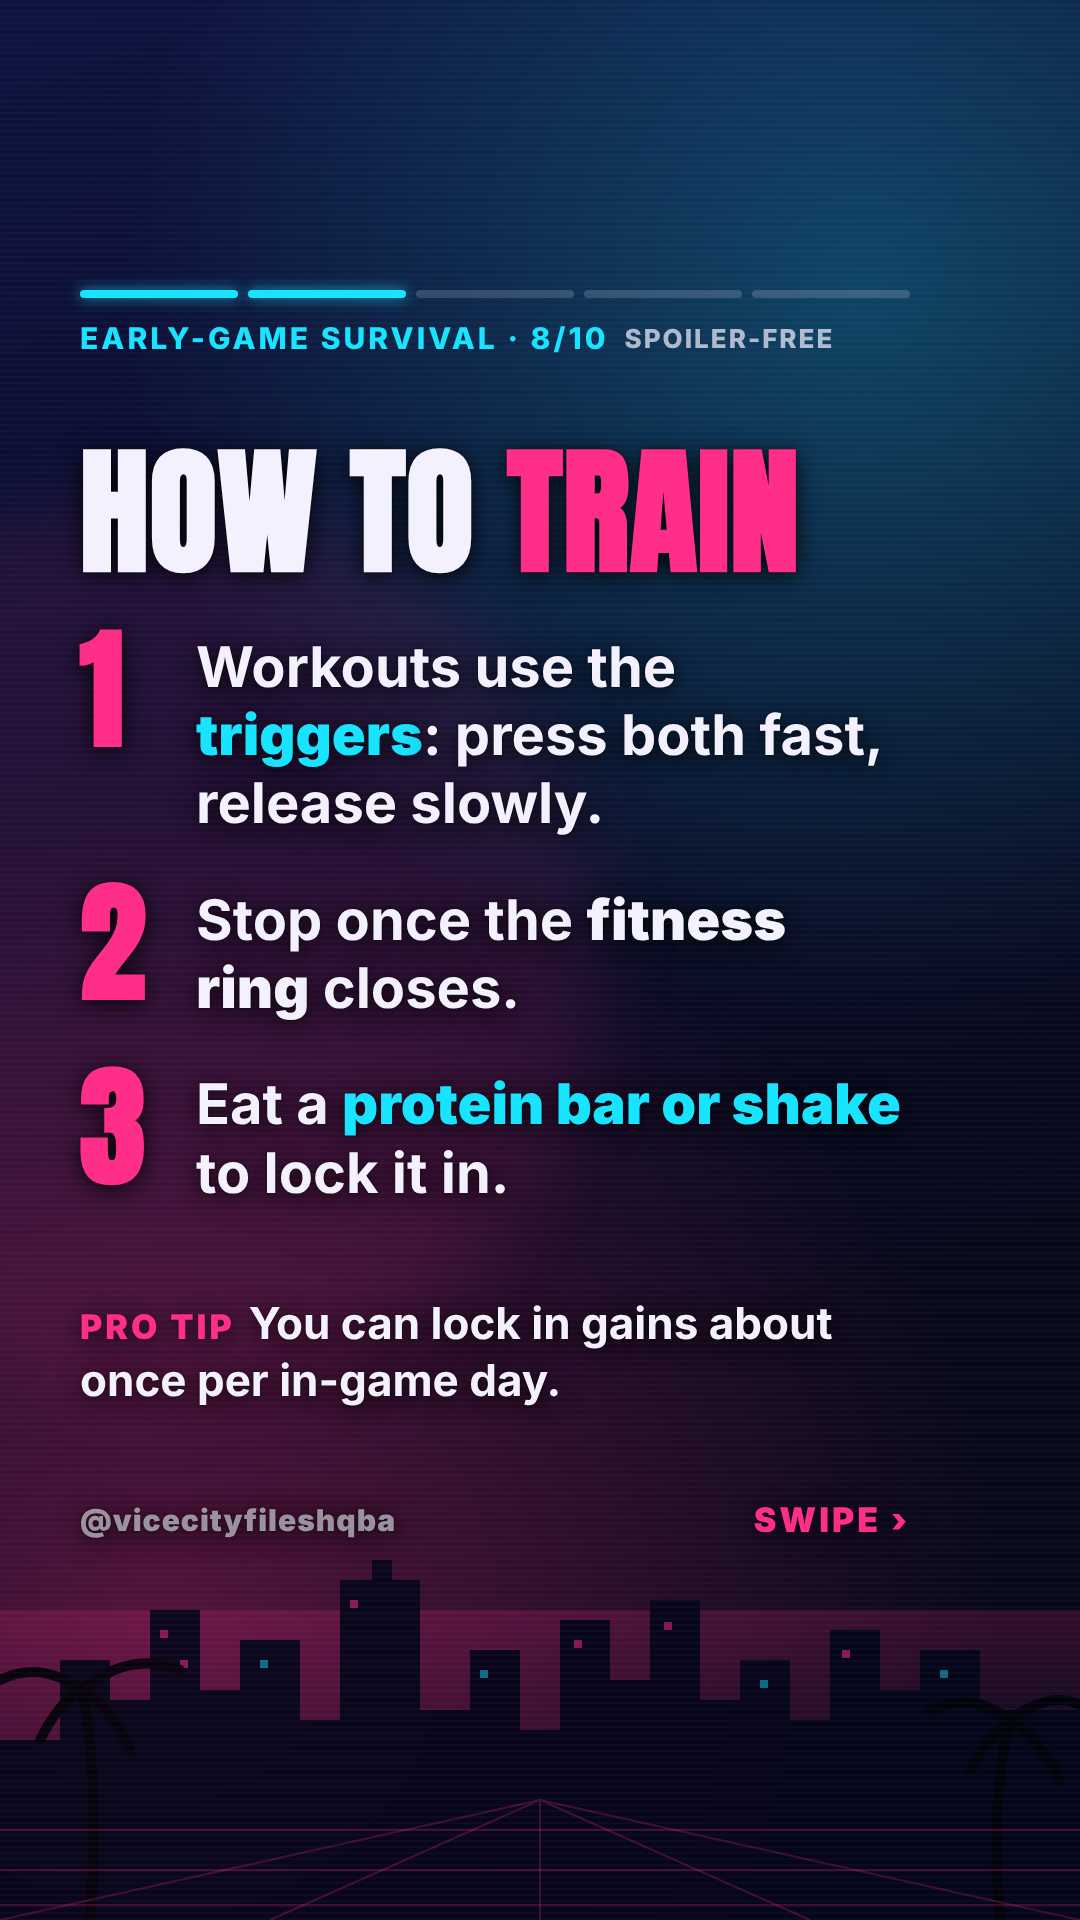 EARLY-GAME SURVIVAL · 8/10 SPOILER-FREE
HOW TO TRAIN
1 Workouts use the
triggers: press both fast,
release slowly.
2 Stop once the fitness
ring closes.
3 Eat a protein bar or shake
to lock it in.
PRO TIP You can lock in gains about
once per in-game day.
@vicecityfileshqba SWIPE ›